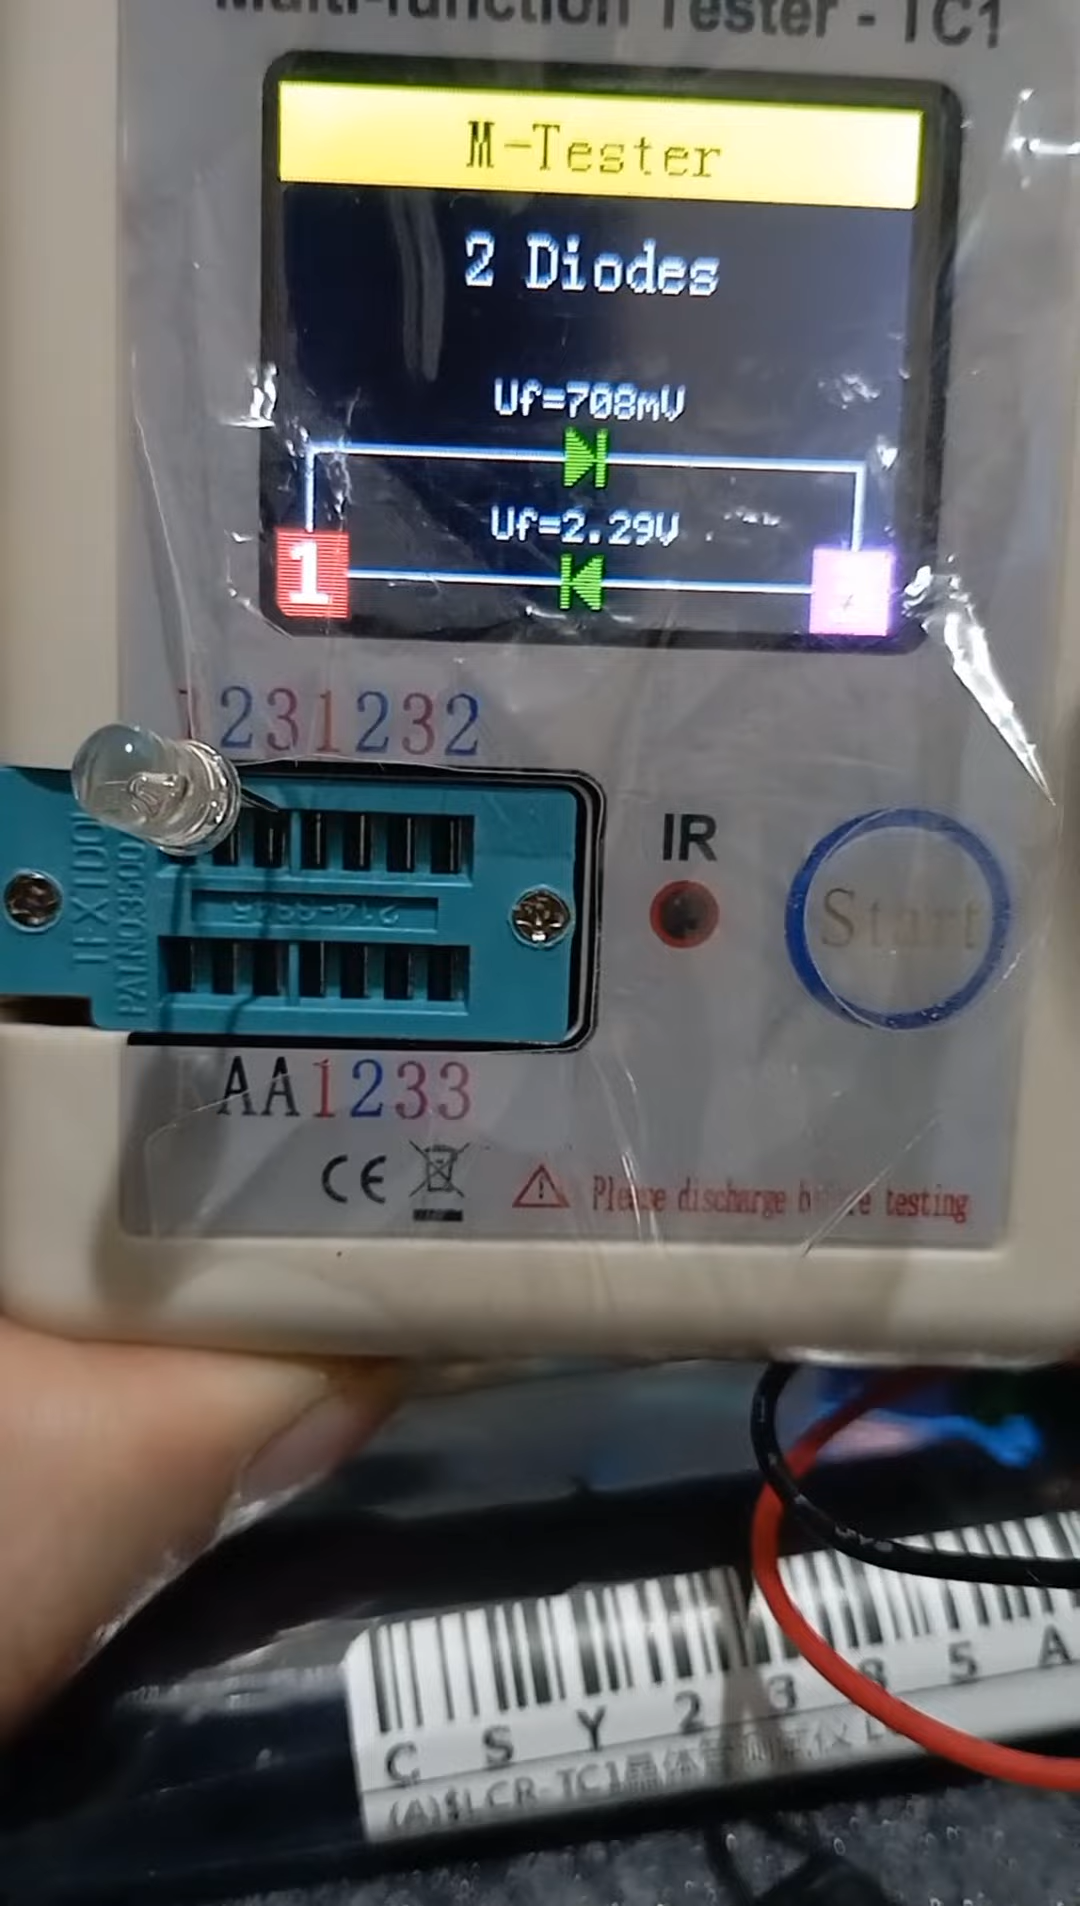 Multi-function Tester - TC1
M-Tester
2 Diodes
Uf=708mV
Uf=2.29V
1
1231232
IR
Start
AA1233
CE
Please discharge before testing
C S Y 2 3 8 5 A
LCR-TC1晶体管测试仪